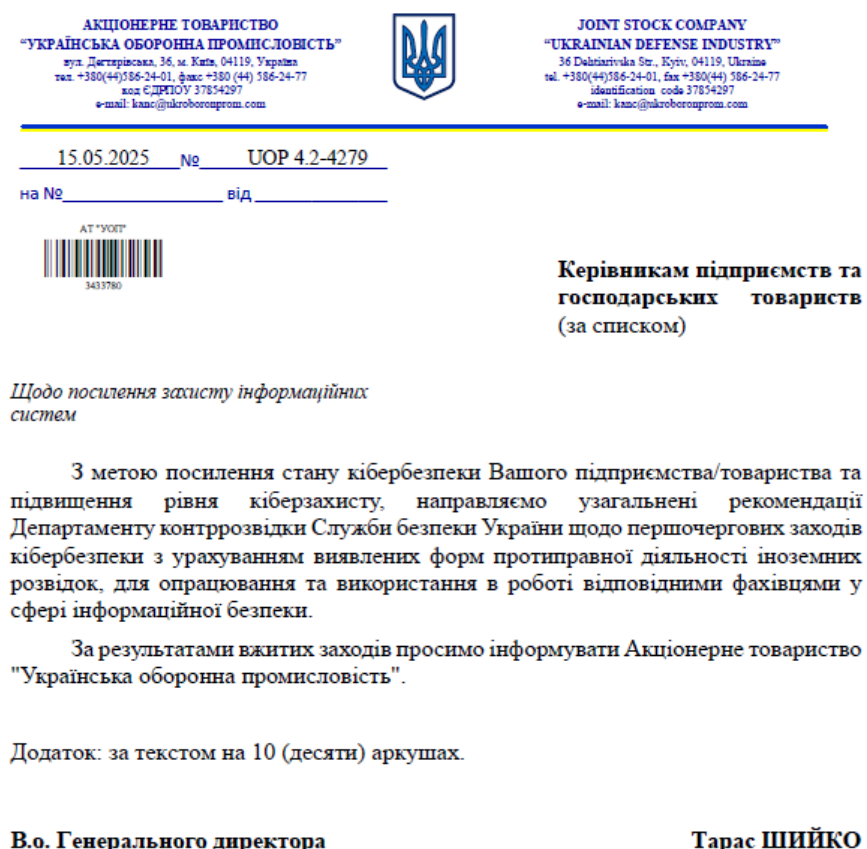 АКЦІОНЕРНЕ ТОВАРИСТВО
“УКРАЇНСЬКА ОБОРОННА ПРОМИСЛОВІСТЬ”
вул. Дегтярівська, 36, м. Київ, 04119, Україна
тел. +380(44)586-24-01, факс +380 (44) 586-24-77
код ЄДРПОУ 37854297
e-mail: kanc@ukroboronprom.com
JOINT STOCK COMPANY
“UKRAINIAN DEFENSE INDUSTRY”
36 Dehtiarivska Str., Kyiv, 04119, Ukraine
tel. +380(44)586-24-01, fax +380(44) 586-24-77
identification code 37854297
e-mail: kanc@ukroboronprom.com
15.05.2025 № UOP 4.2-4279
на № від
АТ "УОП"
3433780
Керівникам підприємств та
господарських товариств
(за списком)
Щодо посилення захисту інформаційних
систем
З метою посилення стану кібербезпеки Вашого підприємства/товариства та
підвищення рівня кіберзахисту, направляємо узагальнені рекомендації
Департаменту контррозвідки Служби безпеки України щодо першочергових заходів
кібербезпеки з урахуванням виявлених форм протиправної діяльності іноземних
розвідок, для опрацювання та використання в роботі відповідними фахівцями у
сфері інформаційної безпеки.
За результатами вжитих заходів просимо інформувати Акціонерне товариство
"Українська оборонна промисловість".
Додаток: за текстом на 10 (десяти) аркушах.
В.о. Генерального директора Тарас ШИЙКО